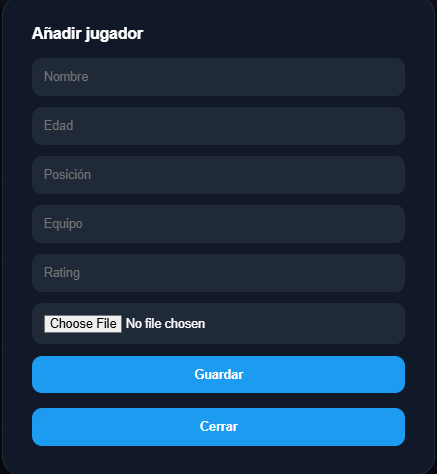 Añadir jugador
Nombre
Edad
Posición
Equipo
Rating
Choose File No file chosen
Guardar
Cerrar